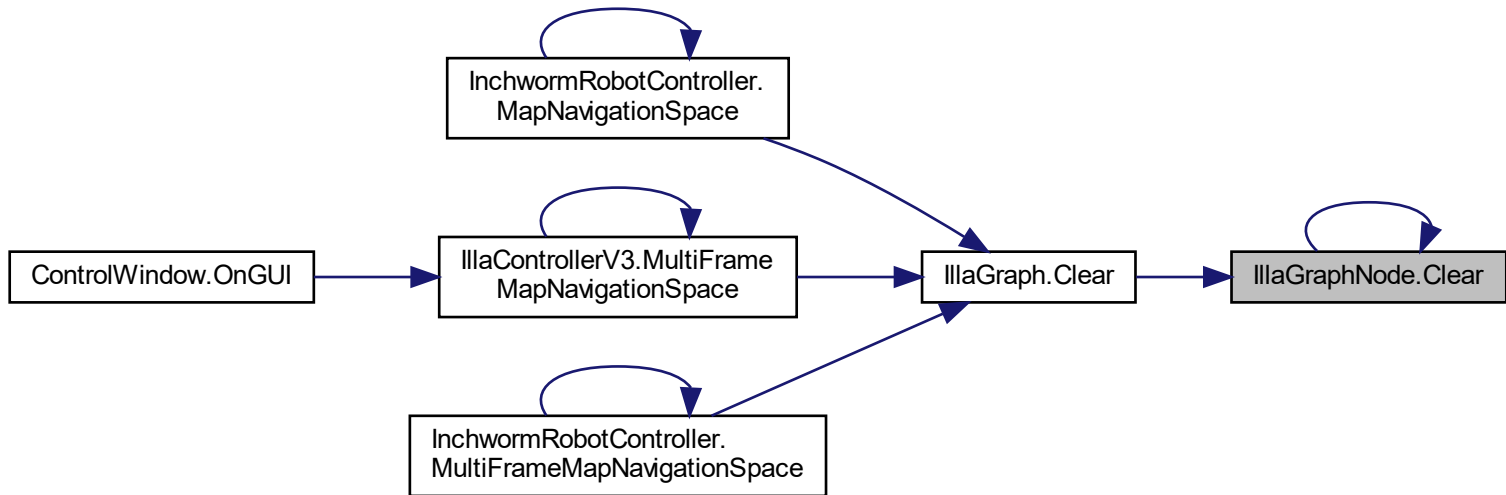 InchwormRobotController.
MapNavigationSpace
ControlWindow.OnGUI
IllaControllerV3.MultiFrame
MapNavigationSpace
IllaGraph.Clear
IllaGraphNode.Clear
InchwormRobotController.
MultiFrameMapNavigationSpace